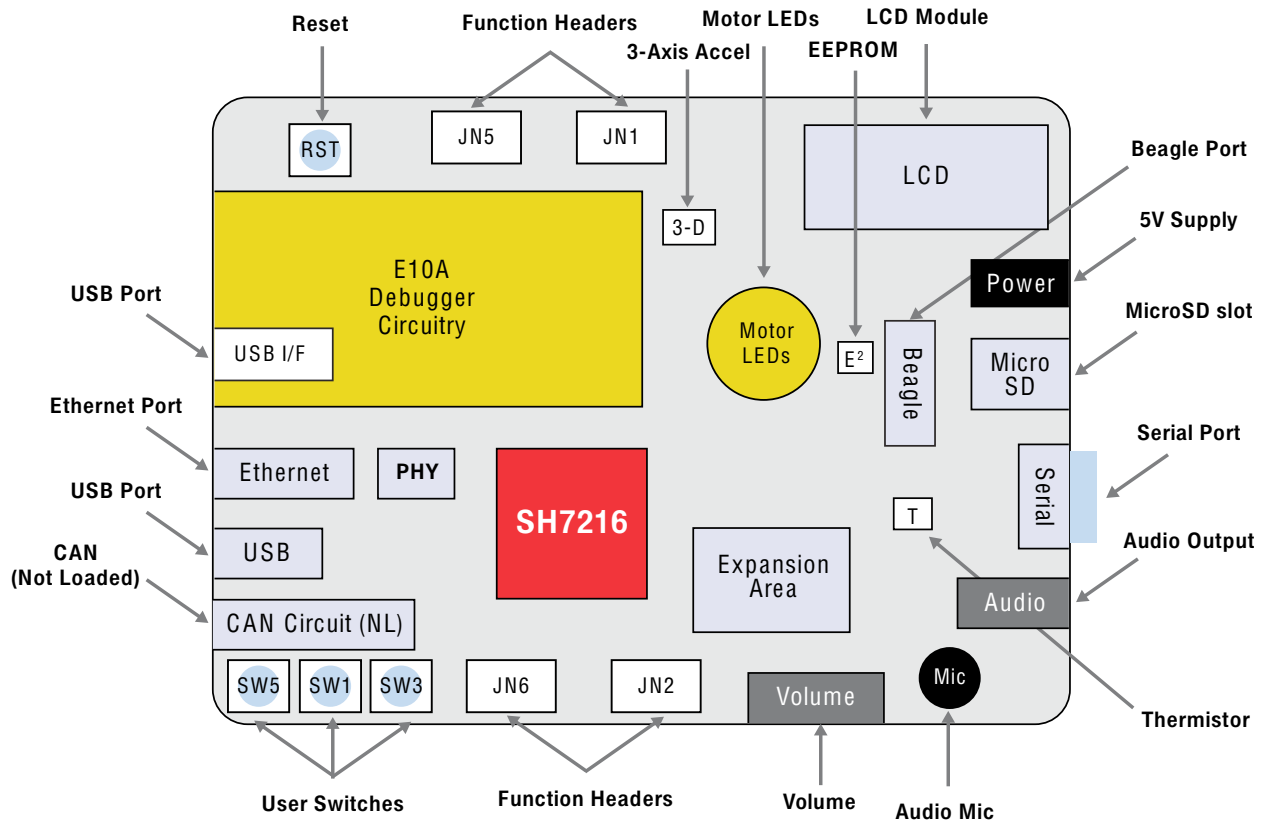 Reset
Function Headers
Motor LEDs
LCD Module
3-Axis Accel
EEPROM
RST
JN5
JN1
LCD
Beagle Port
3-D
5V Supply
E10A
Debugger
Circuitry
Power
USB Port
MicroSD slot
USB I/F
Motor
LEDs
E²
Beagle
Micro
SD
Ethernet Port
Serial Port
Ethernet
PHY
SH7216
Serial
USB Port
T
USB
Audio Output
CAN
(Not Loaded)
Expansion
Area
CAN Circuit (NL)
Audio
SW5
SW1
SW3
JN6
JN2
Volume
Mic
Thermistor
User Switches
Function Headers
Volume
Audio Mic